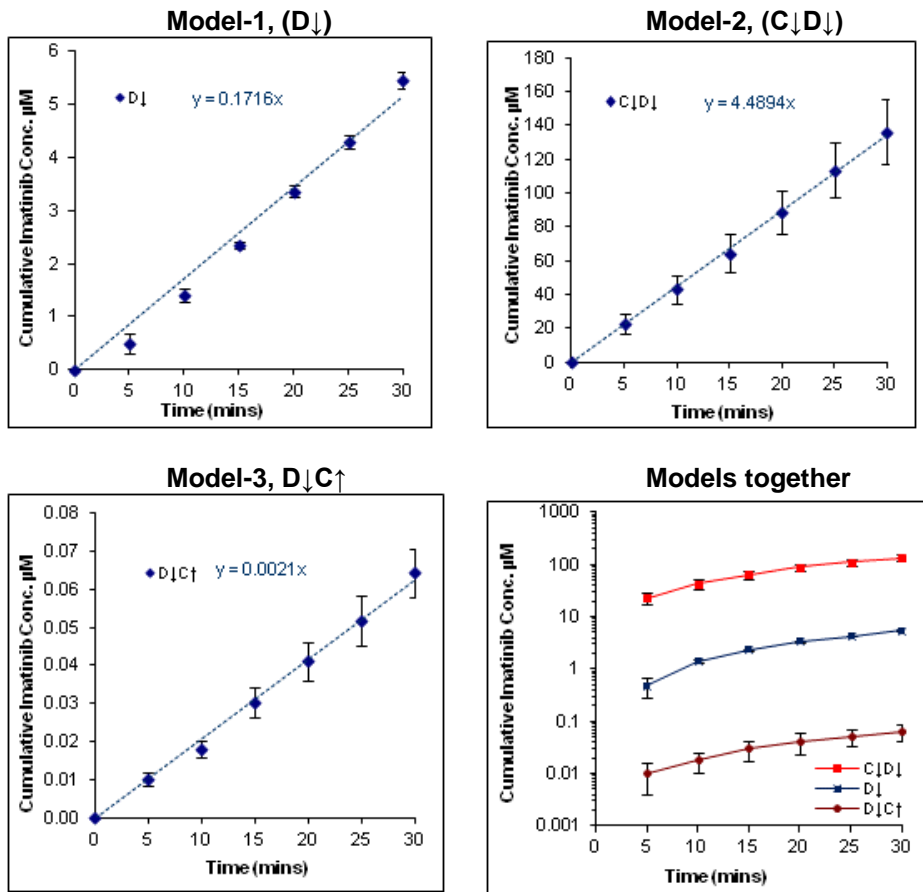 Model-1, (D↓)
Cumulative Imatinib Conc. µM
6
5
4
3
2
1
0
D↓
y = 0.1716x
0 5 10 15 20 25 30
Time (mins)
Model-2, (C↓D↓)
Cumulative Imatinib Conc. µM
180
160
140
120
100
80
60
40
20
0
C↓D↓
y = 4.4894x
0 5 10 15 20 25 30
Time (mins)
Model-3, D↓C↑
Cumulative Imatinib Conc. µM
0.08
0.07
0.06
0.05
0.04
0.03
0.02
0.01
0.00
D↓C↑
y = 0.0021x
0 5 10 15 20 25 30
Time (mins)
Models together
Cumulative Imatinib Conc. µM
1000
100
10
1
0.1
0.01
0.001
C↓D↓
D↓
D↓C↑
0 5 10 15 20 25 30
Time (mins)